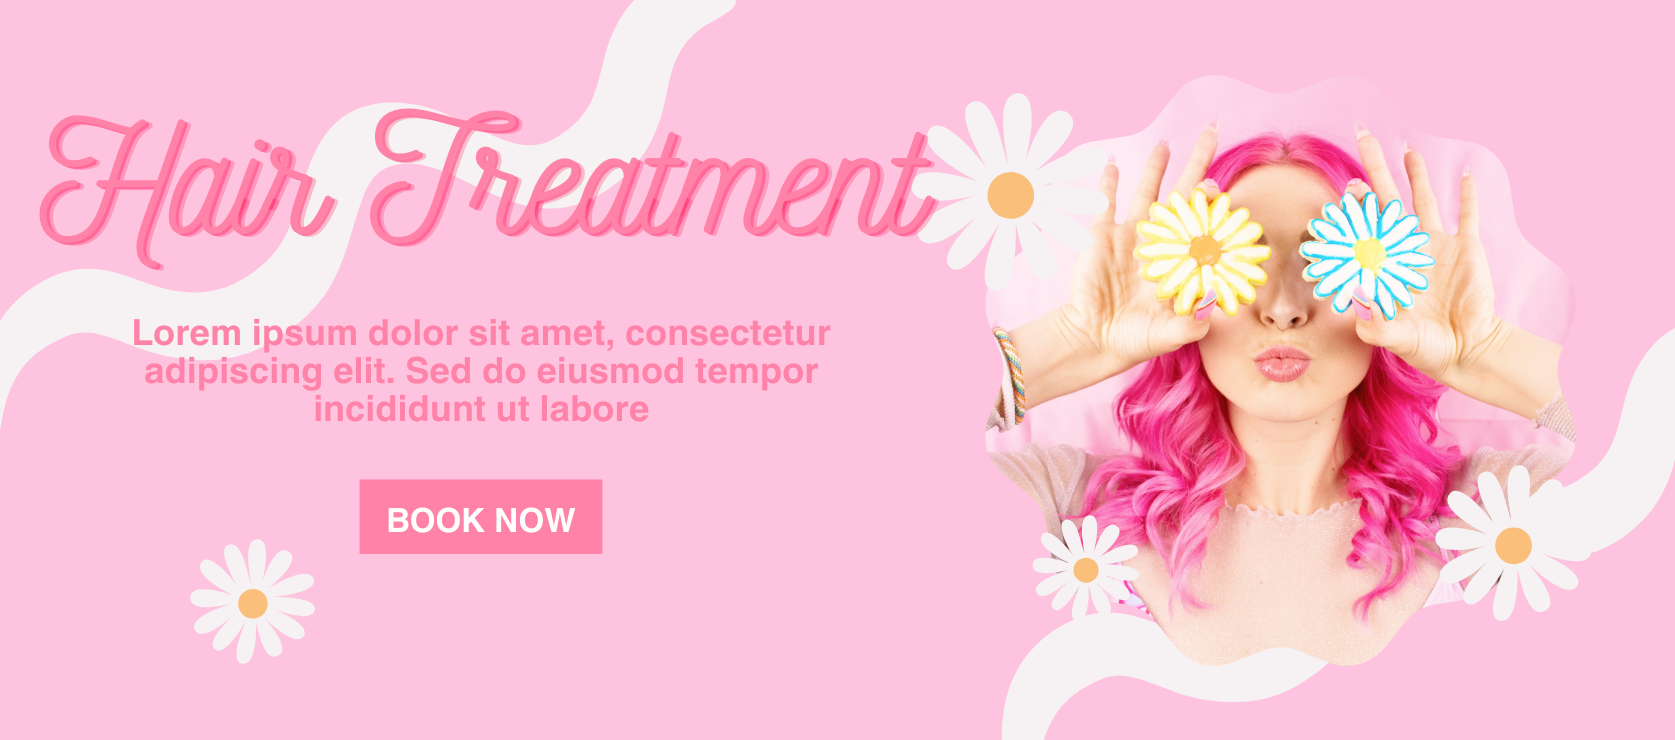 Hair Treatment
Lorem ipsum dolor sit amet, consectetur
adipiscing elit. Sed do eiusmod tempor
incididunt ut labore
BOOK NOW